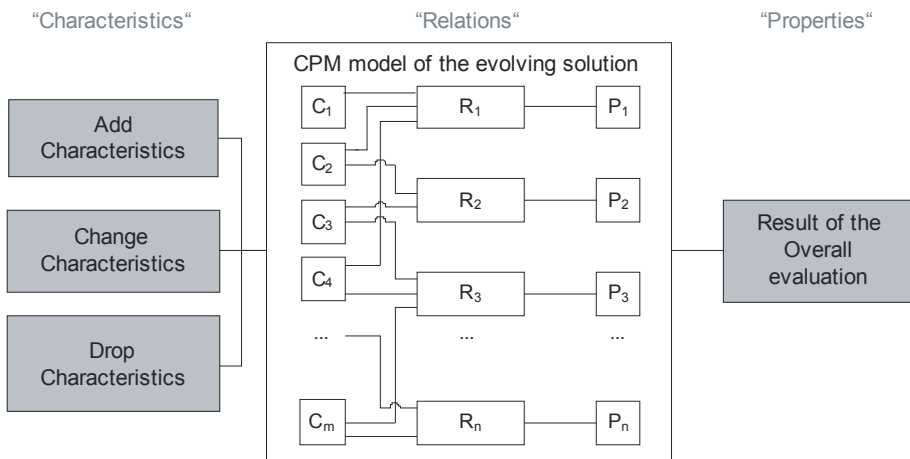 “Characteristics“
“Relations“
“Properties“
CPM model of the evolving solution
Add
Characteristics
Change
Characteristics
Drop
Characteristics
C₁
C₂
C₃
C₄
...
Cₘ
R₁
R₂
R₃
...
Rₙ
P₁
P₂
P₃
...
Pₙ
Result of the
Overall
evaluation